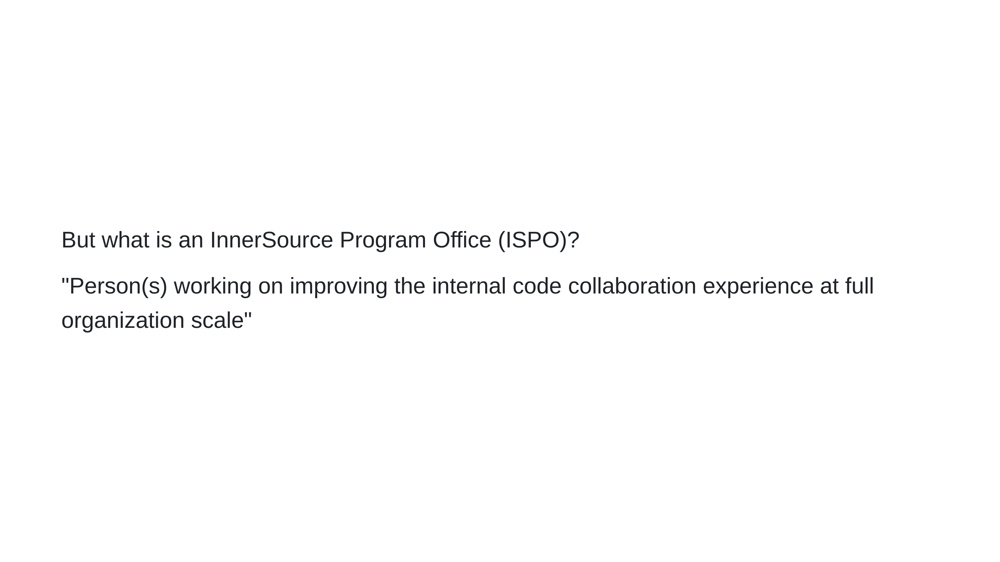 But what is an InnerSource Program Office (ISPO)?
"Person(s) working on improving the internal code collaboration experience at full
organization scale"